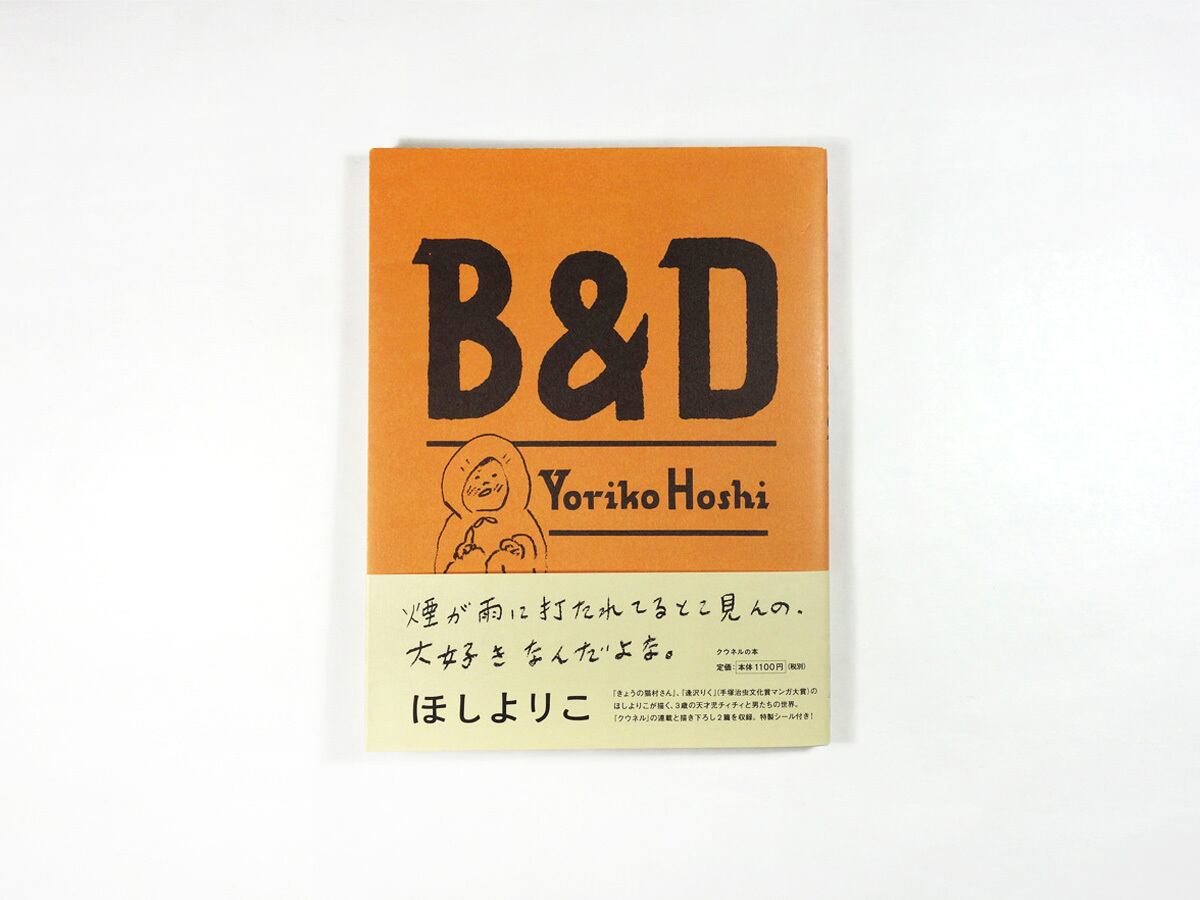 B&D
Yoriko Hoshi
煙が雨に打たれてるとこ見んの、
大好きなんだよな。
クウネルの本
定価:本体1100円(税別)
ほしよりこ
『きょうの猫村さん』、『逢沢りく』(手塚治虫文化賞マンガ大賞)の
ほしよりこが描く、3歳の天才児チィチィと男たちの世界。
『クウネル』の連載と描き下ろし2篇を収録。特製シール付き!